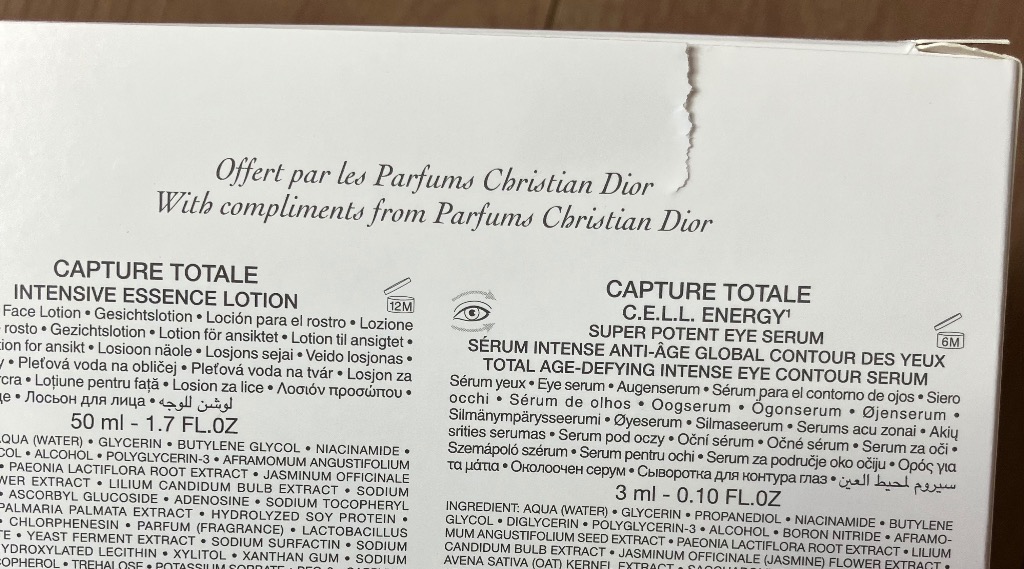 Offert par les Parfums Christian Dior
With compliments from Parfums Christian Dior
CAPTURE TOTALE
INTENSIVE ESSENCE LOTION
12M
Face Lotion • Gesichtslotion • Loción para el rostro • Lozione
rosto • Gezichtslotion • Lotion för ansiktet • Lotion til ansigtet •
for ansikt • Losioon näole • Losjons sejai • Veido losjonas •
• Pleťová voda na obličej • Pleťová voda na tvár • Losjon za
• Loțiune pentru față • Losion za lice • Λοσιόν προσώπου •
• Лосьон для лица • لوشن للوجه
50 ml - 1.7 FL.OZ
AQUA (WATER) • GLYCERIN • BUTYLENE GLYCOL • NIACINAMIDE •
• ALCOHOL • POLYGLYCERIN-3 • AFRAMOMUM ANGUSTIFOLIUM
• PAEONIA LACTIFLORA ROOT EXTRACT • JASMINUM OFFICINALE
EXTRACT • LILIUM CANDIDUM BULB EXTRACT • SODIUM
• ASCORBYL GLUCOSIDE • ADENOSINE • SODIUM TOCOPHERYL
PALMARIA PALMATA EXTRACT • HYDROLYZED SOY PROTEIN •
• CHLORPHENESIN • PARFUM (FRAGRANCE) • LACTOBACILLUS
• YEAST FERMENT EXTRACT • SODIUM SURFACTIN • SODIUM
HYDROXYLATED LECITHIN • XYLITOL • XANTHAN GUM • SODIUM
• TREHALOSE • POTASSIUM SORBATE
CAPTURE TOTALE
C.E.L.L. ENERGY¹
SUPER POTENT EYE SERUM
6M
SÉRUM INTENSE ANTI-ÂGE GLOBAL CONTOUR DES YEUX
TOTAL AGE-DEFYING INTENSE EYE CONTOUR SERUM
Sérum yeux • Eye serum • Augenserum • Sérum para el contorno de ojos • Siero
occhi • Sérum de olhos • Oogserum • Ögonserum • Øjenserum •
Silmänympärysseerumi • Øyeserum • Silmaseerum • Serums acu zonai • Akių
srities serumas • Serum pod oczy • Oční sérum • Očné sérum • Serum za oči •
Szemápoló szérum • Serum pentru ochi • Serum za područje oko očiju • Ορός για
τα μάτια • Околоочен серум • Сыворотка для контура глаз • سيروم لمحيط العين
3 ml - 0.10 FL.OZ
INGREDIENT: AQUA (WATER) • GLYCERIN • PROPANEDIOL • NIACINAMIDE • BUTYLENE
GLYCOL • DIGLYCERIN • POLYGLYCERIN-3 • ALCOHOL • BORON NITRIDE • AFRAMO-
MUM ANGUSTIFOLIUM SEED EXTRACT • PAEONIA LACTIFLORA ROOT EXTRACT • LILIUM
CANDIDUM BULB EXTRACT • JASMINUM OFFICINALE (JASMINE) FLOWER EXTRACT •
AVENA SATIVA (OAT) KERNEL EXTRACT